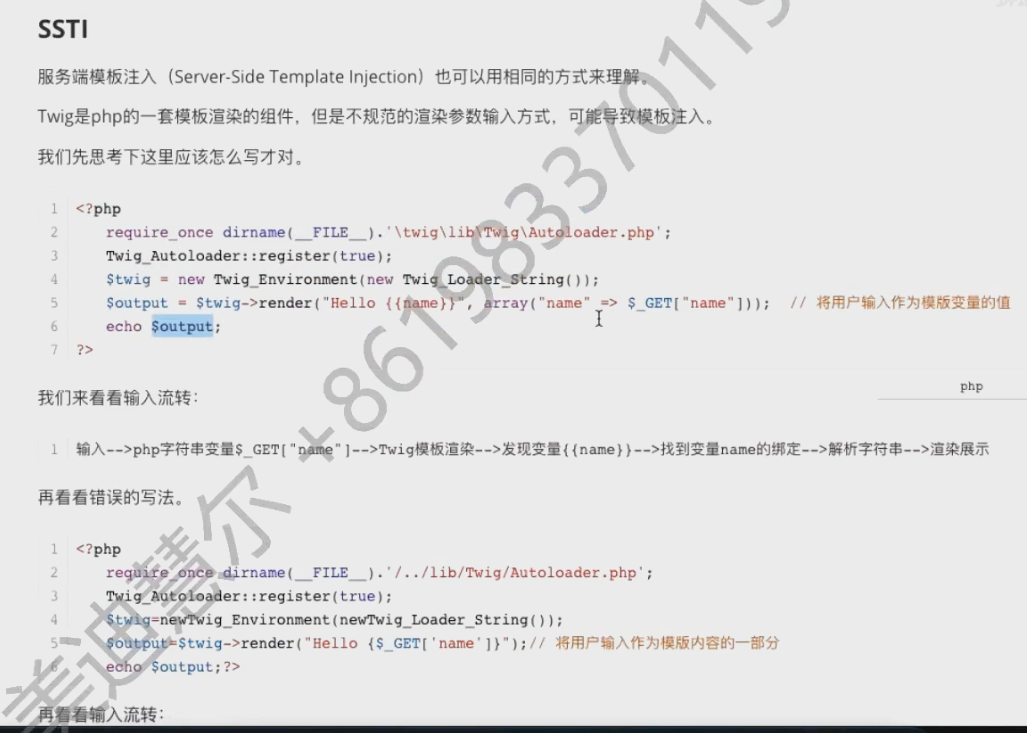 SSTI
服务端模板注入（Server-Side Template Injection）也可以用相同的方式来理解。
Twig是php的一套模板渲染的组件，但是不规范的渲染参数输入方式，可能导致模板注入。
我们先思考下这里应该怎么写才对。
1 <?php
2 require_once dirname(__FILE__).'\twig\lib\Twig\Autoloader.php';
3 Twig_Autoloader::register(true);
4 $twig = new Twig_Environment(new Twig_Loader_String());
5 $output = $twig->render("Hello {{name}}", array("name" => $_GET["name"])); // 将用户输入作为模版变量的值
6 echo $output;
7 ?>
php
我们来看看输入流转：
1 输入-->php字符串变量$_GET["name"]-->Twig模板渲染-->发现变量{{name}}-->找到变量name的绑定-->解析字符串-->渲染展示
再看看错误的写法。
1 <?php
2 require_once dirname(__FILE__).'/../lib/Twig/Autoloader.php';
3 Twig_Autoloader::register(true);
4 $twig=newTwig_Environment(newTwig_Loader_String());
5 $output=$twig->render("Hello {$_GET['name']}");// 将用户输入作为模版内容的一部分
6 echo $output;?>
再看看输入流转：
美迪慧尔 +861983370119